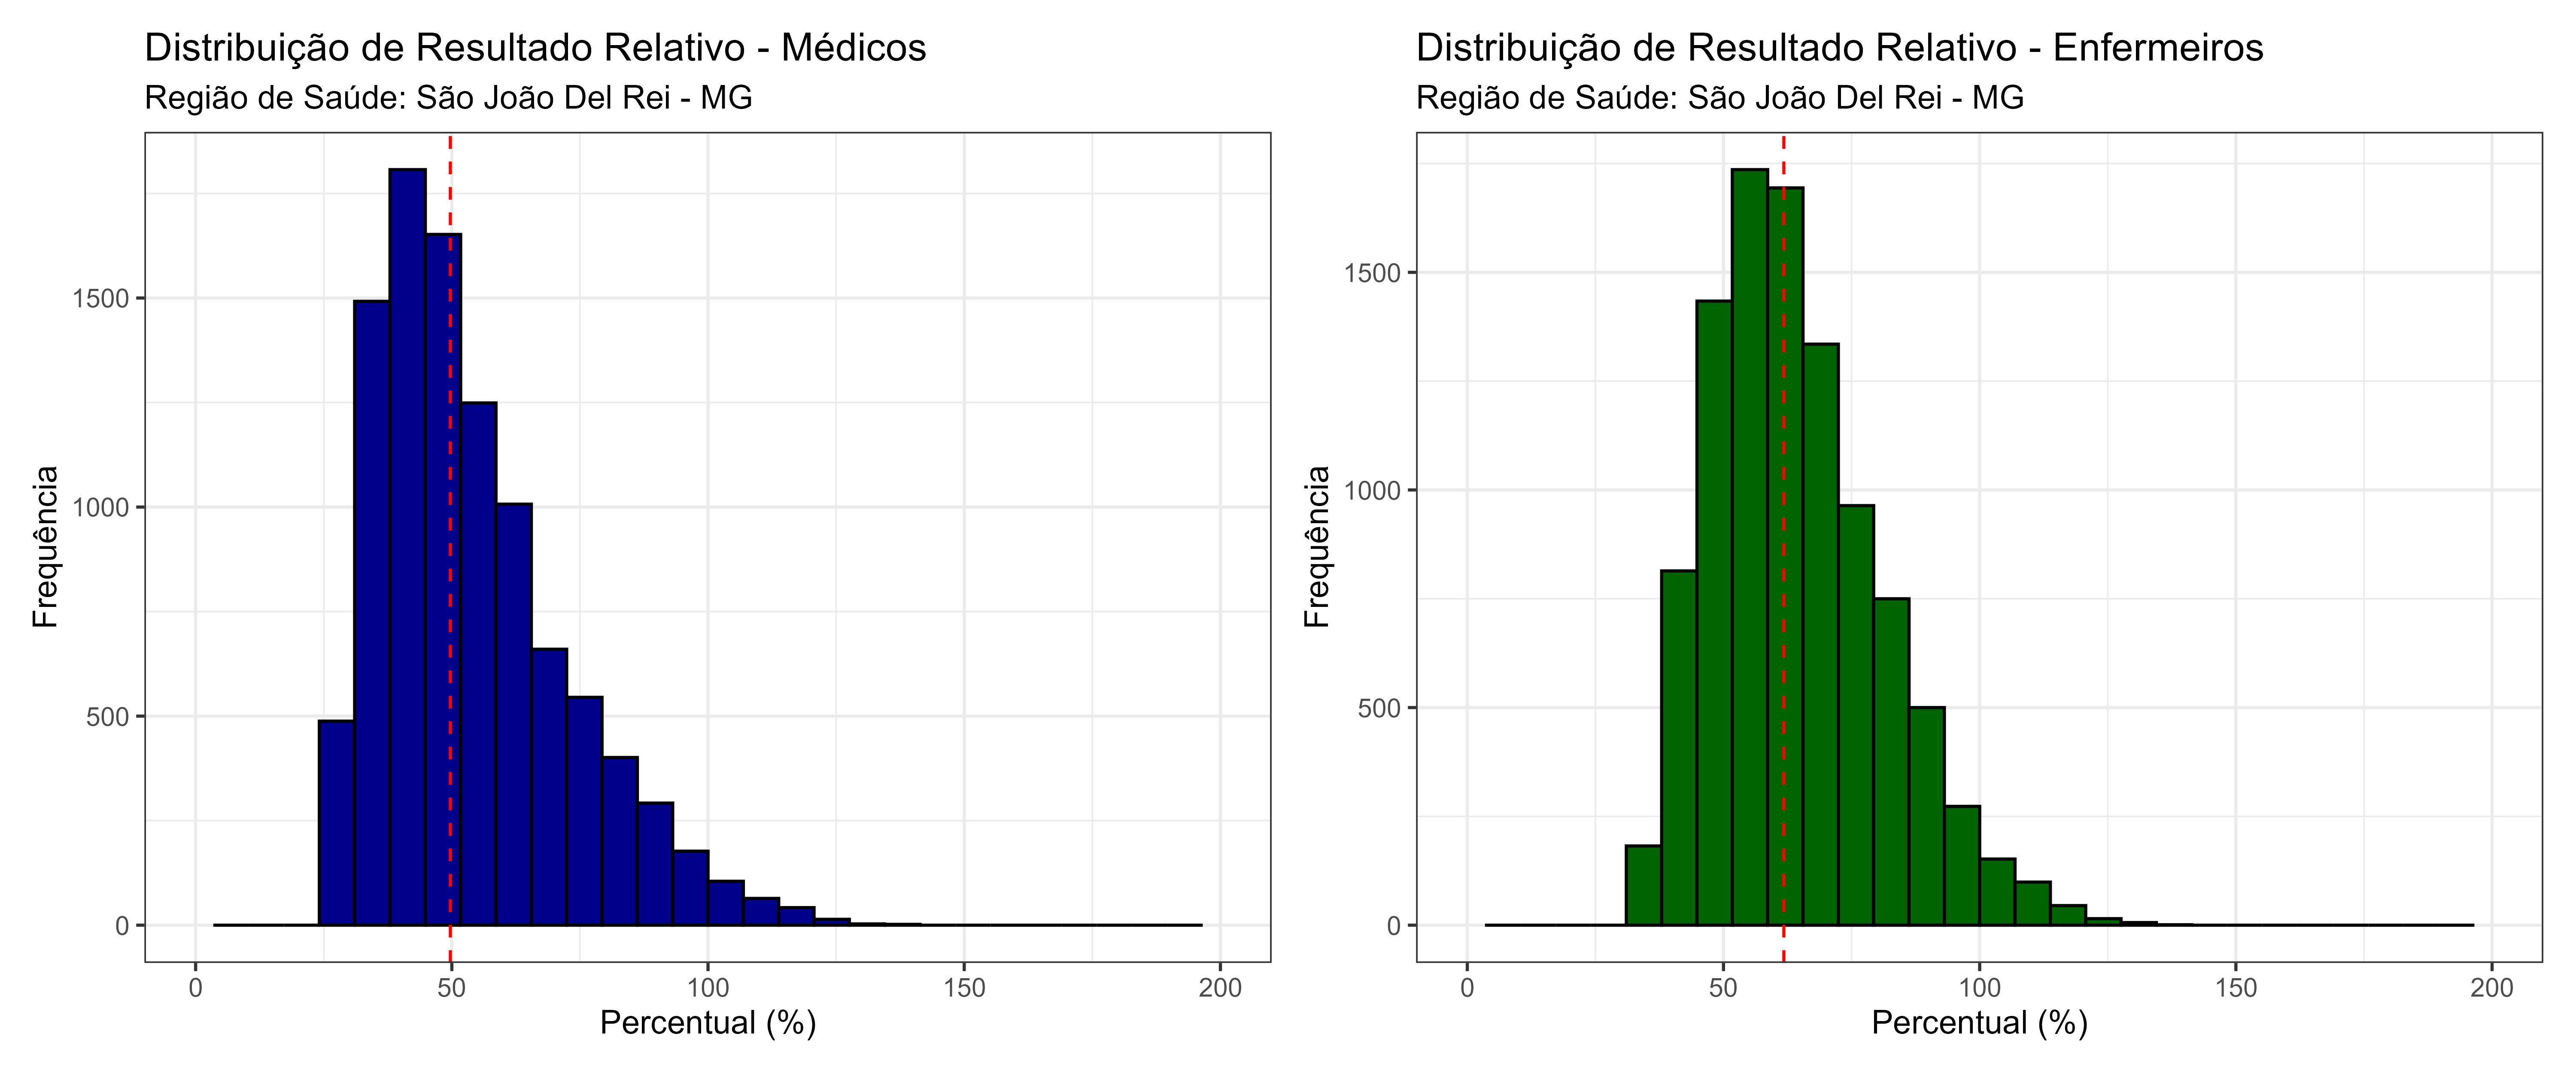 Distribuição de Resultado Relativo - Médicos
Região de Saúde: São João Del Rei - MG
Frequência
1500
1000
500
0
0 50 100 150 200
Percentual (%)
Distribuição de Resultado Relativo - Enfermeiros
Região de Saúde: São João Del Rei - MG
Frequência
1500
1000
500
0
0 50 100 150 200
Percentual (%)